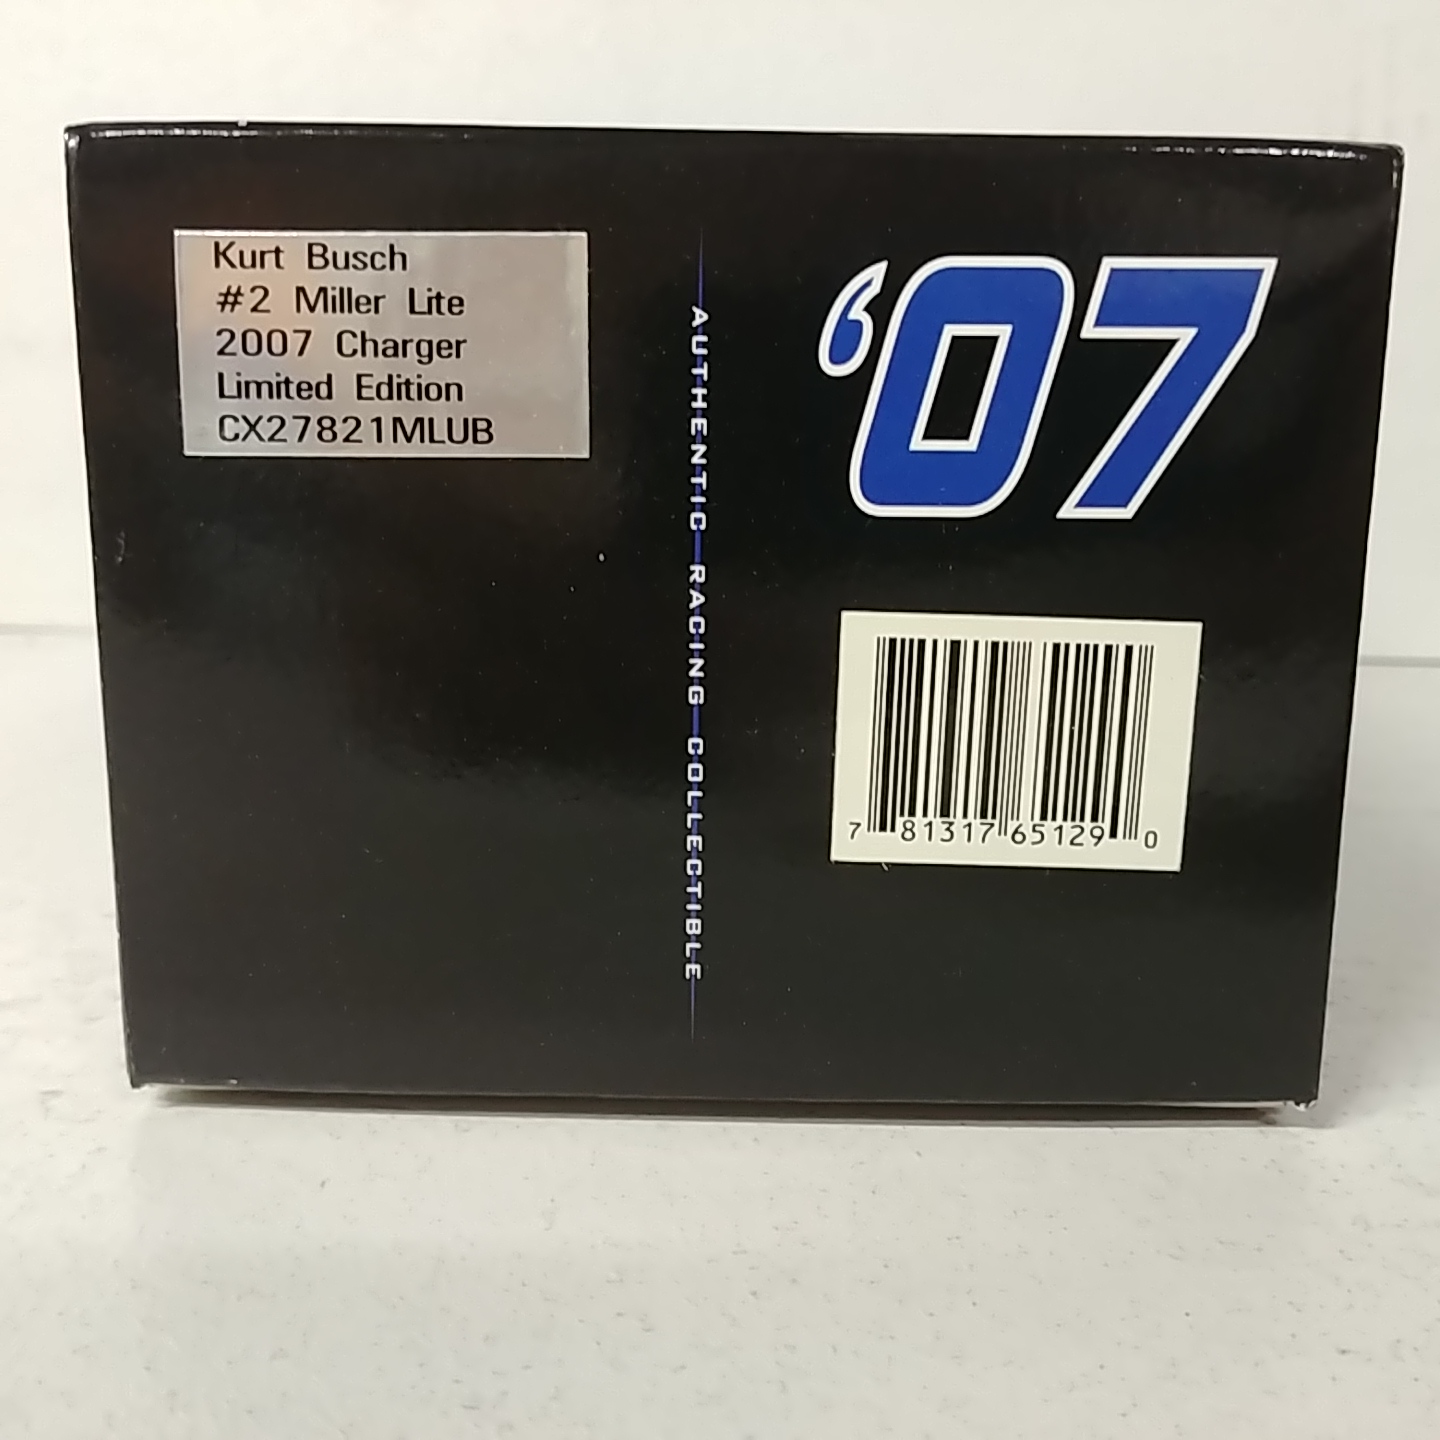 Kurt Busch
#2 Miller Lite
2007 Charger
Limited Edition
CX27821MLUB
AUTHENTIC RACING COLLECTIBLE
‘07
7 81317 65129 0